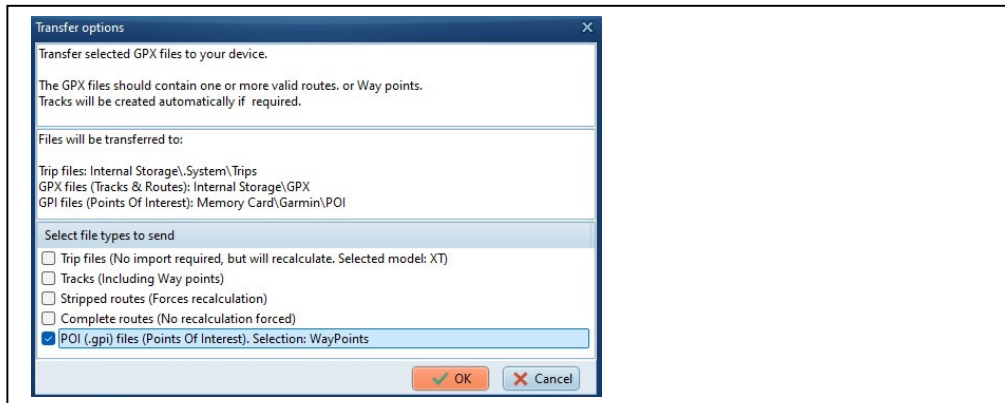 Transfer options
Transfer selected GPX files to your device.
The GPX files should contain one or more valid routes. or Way points.
Tracks will be created automatically if required.
Files will be transferred to:
Trip files: Internal Storage\.System\Trips
GPX files (Tracks & Routes): Internal Storage\GPX
GPI files (Points Of Interest): Memory Card\Garmin\POI
Select file types to send
Trip files (No import required, but will recalculate. Selected model: XT)
Tracks (Including Way points)
Stripped routes (Forces recalculation)
Complete routes (No recalculation forced)
POI (.gpi) files (Points Of Interest). Selection: WayPoints
OK Cancel